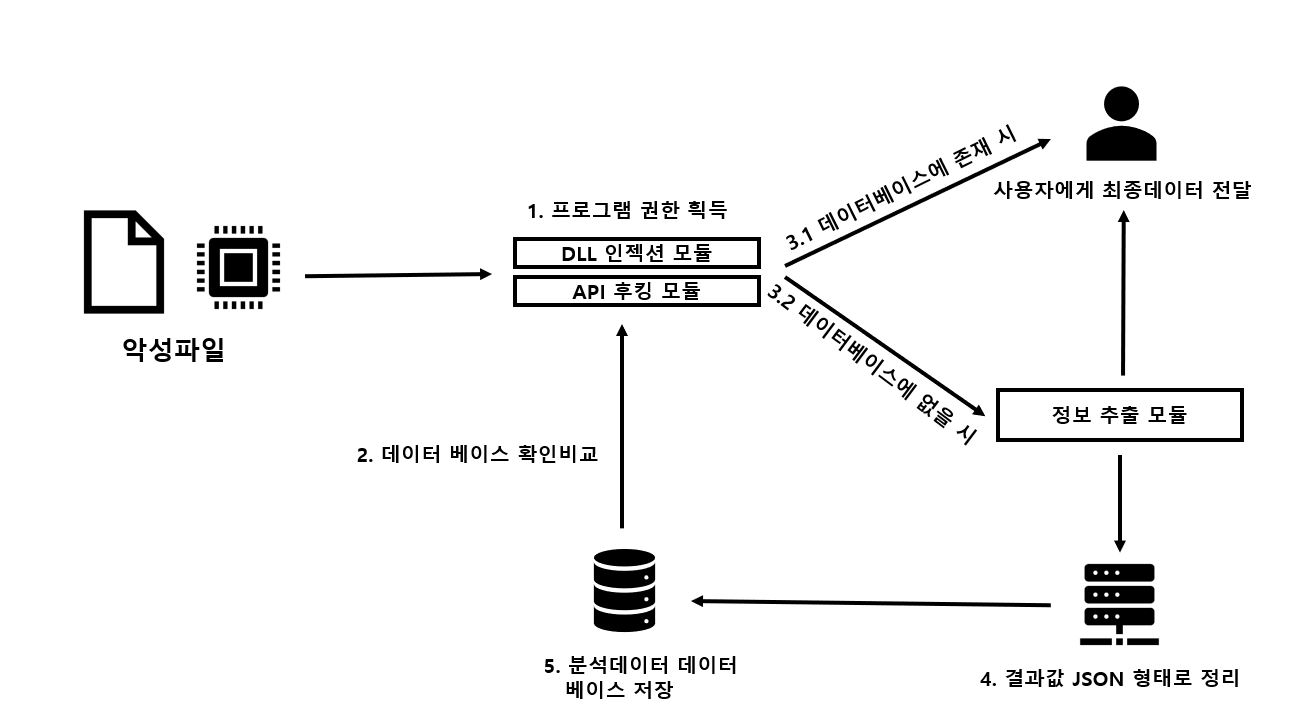 사용자에게 최종데이터 전달
3.1 데이터베이스에 존재 시
1. 프로그램 권한 획득
DLL 인젝션 모듈
API 후킹 모듈
악성파일
3.2 데이터베이스에 없을 시
정보 추출 모듈
2. 데이터 베이스 확인비교
5. 분석데이터 데이터
베이스 저장
4. 결과값 JSON 형태로 정리